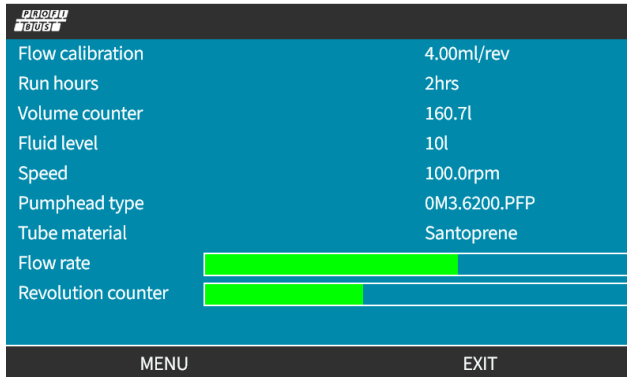 PROFI
BUS
Flow calibration 4.00ml/rev
Run hours 2hrs
Volume counter 160.7l
Fluid level 10l
Speed 100.0rpm
Pumphead type 0M3.6200.PFP
Tube material Santoprene
Flow rate
Revolution counter
MENU EXIT